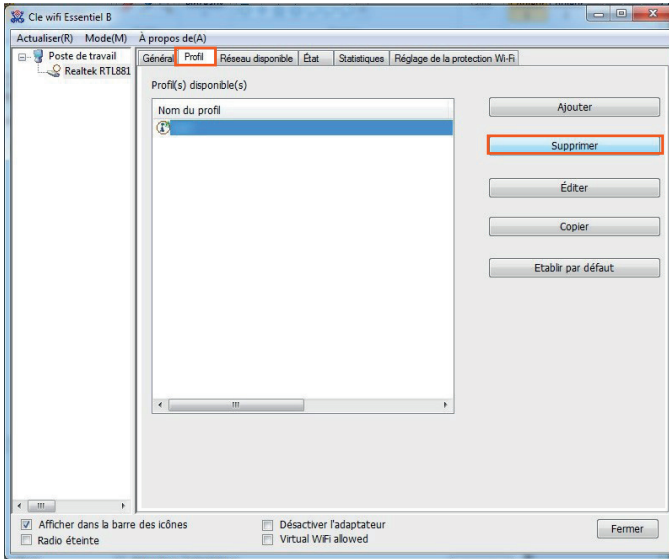 Cle wifi Essentiel B
Actualiser(R) Mode(M) À propos de(A)
Poste de travail
Realtek RTL881
Général Profil Réseau disponible État Statistiques Réglage de la protection Wi-Fi
Profil(s) disponible(s)
Nom du profil
Ajouter
Supprimer
Éditer
Copier
Etablir par défaut
Afficher dans la barre des icônes
Désactiver l'adaptateur
Radio éteinte
Virtual WiFi allowed
Fermer